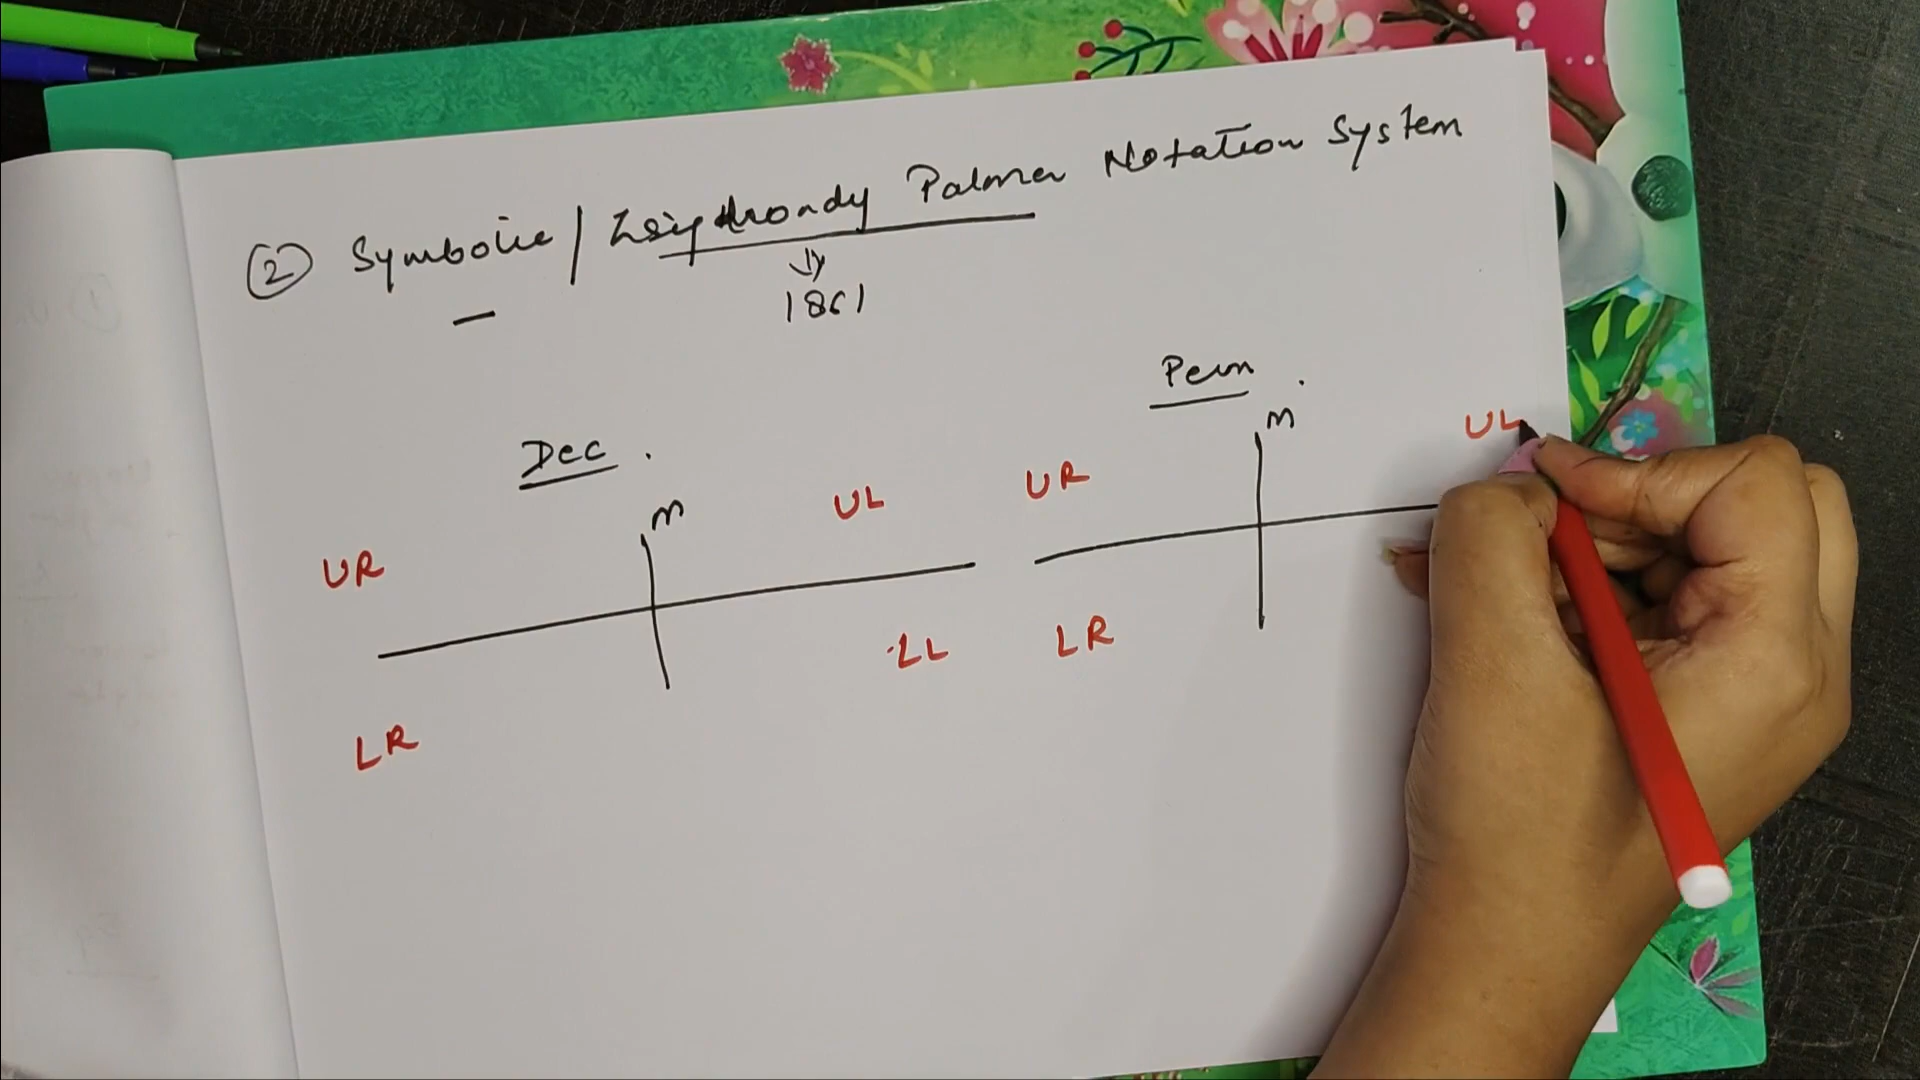 ② Symbolic / Zsigmondy Palmer Notation System
1861
Dec .
Perm .
M
M
UR
UL
UR
UL
LR
LL
LR